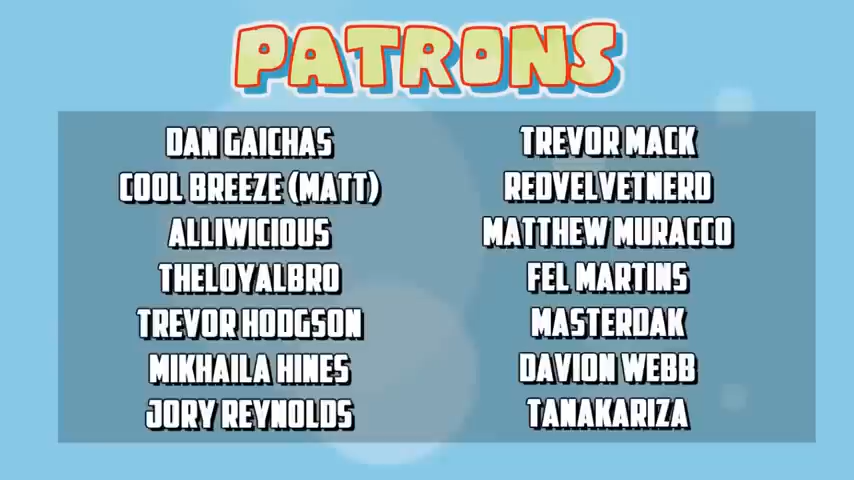 PATRONS
DAN GAICHAS
COOL BREEZE (MATT)
ALLIWICIOUS
THELOYALBRO
TREVOR HODGSON
MIKHAILA HINES
JORY REYNOLDS
TREVOR MACK
REDVELVETNERD
MATTHEW MURACCO
FEL MARTINS
MASTERDAK
DAVION WEBB
TANAKARIZA